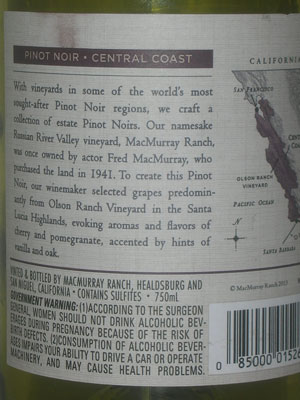 PINOT NOIR • CENTRAL COAST
With vineyards in some of the world's most
sought-after Pinot Noir regions, we craft a
collection of estate Pinot Noirs. Our namesake
Russian River Valley vineyard, MacMurray Ranch,
was once owned by actor Fred MacMurray, who
purchased the land in 1941. To create this Pinot
Noir, our winemaker selected grapes predomin-
antly from Olson Ranch Vineyard in the Santa
Lucia Highlands, evoking aromas and flavors of
cherry and pomegranate, accented by hints of
vanilla and oak.
VINTED & BOTTLED BY MACMURRAY RANCH, HEALDSBURG AND
SAN MIGUEL, CALIFORNIA • CONTAINS SULFITES • 750ml
GOVERNMENT WARNING: (1) ACCORDING TO THE SURGEON
GENERAL, WOMEN SHOULD NOT DRINK ALCOHOLIC BEV-
ERAGES DURING PREGNANCY BECAUSE OF THE RISK OF
BIRTH DEFECTS. (2) CONSUMPTION OF ALCOHOLIC BEVE-
RAGES IMPAIRS YOUR ABILITY TO DRIVE A CAR OR OPERATE
MACHINERY, AND MAY CAUSE HEALTH PROBLEMS.
CALIFORN
SAN FRANCISCO
OLSON RANCH
VINEYARD
PACIFIC OCEAN
SANTA BARBARA
© MacMurray Ranch 2013
0 85000 01526